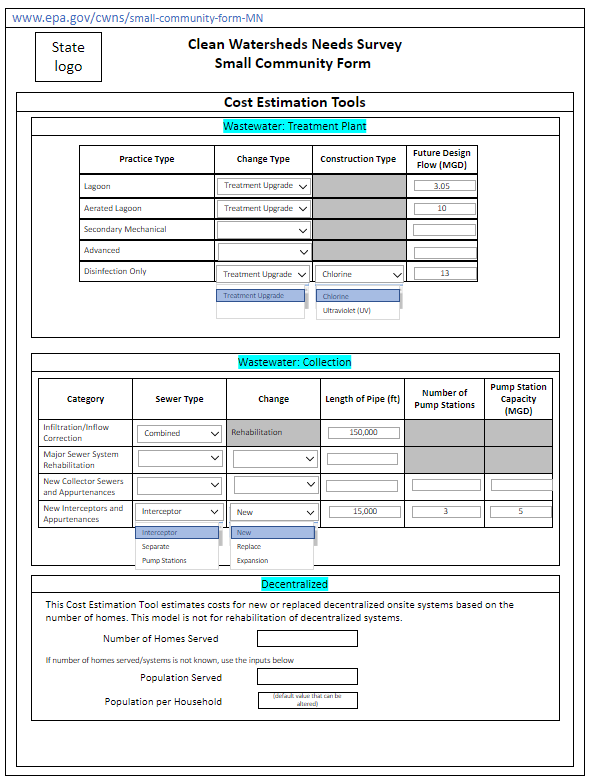 www.epa.gov/cwns/small-community-form-MN
State
logo
Clean Watersheds Needs Survey
Small Community Form
Cost Estimation Tools
Wastewater: Treatment Plant
Practice Type
Change Type
Construction Type
Future Design
Flow (MGD)
Lagoon
Treatment Upgrade
3.05
Aerated Lagoon
Treatment Upgrade
10
Secondary Mechanical
Advanced
Disinfection Only
Treatment Upgrade
Chlorine
13
Treatment Upgrade
Chlorine
Ultraviolet (UV)
Wastewater: Collection
Category
Sewer Type
Change
Length of Pipe (ft)
Number of
Pump Stations
Pump Station
Capacity
(MGD)
Infiltration/Inflow
Correction
Combined
Rehabilitation
150,000
Major Sewer System
Rehabilitation
New Collector Sewers
and Appurtenances
New Interceptors and
Appurtenances
Interceptor
New
15,000
3
5
Interceptor
New
Separate
Replace
Pump Stations
Expansion
Decentralized
This Cost Estimation Tool estimates costs for new or replaced decentralized onsite systems based on the
number of homes. This model is not for rehabilitation of decentralized systems.
Number of Homes Served
If number of homes served/systems is not known, use the inputs below
Population Served
Population per Household
(default value that can be
altered)